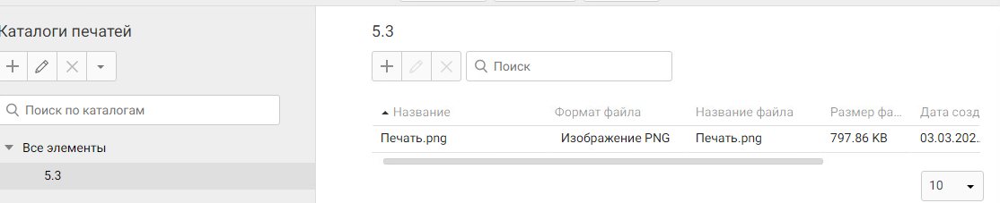 Каталоги печатей
Поиск по каталогам
Все элементы
5.3
5.3
Поиск
Название Формат файла Название файла Размер фа... Дата созд
Печать.png Изображение PNG Печать.png 797.86 KB 03.03.202...
10